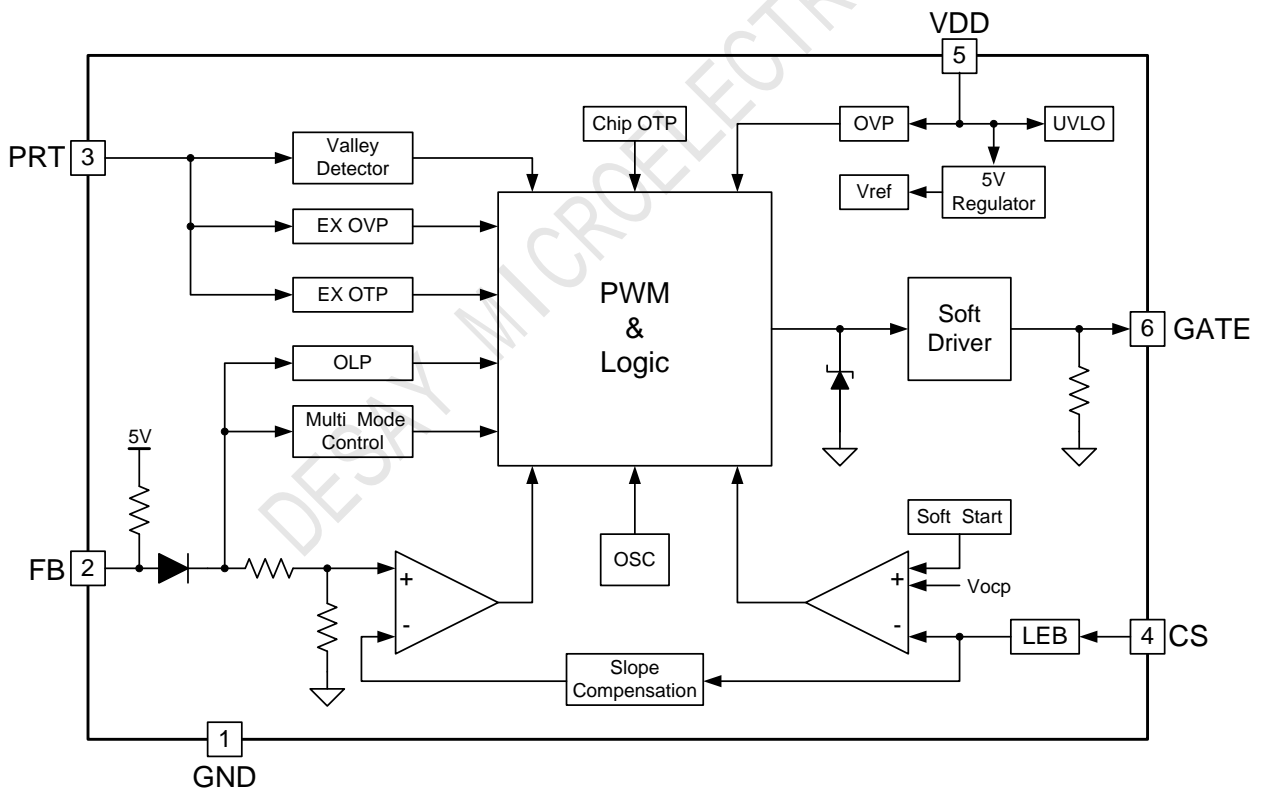 VDD
5
PRT
3
Valley
Detector
Chip OTP
OVP
UVLO
5V
Regulator
Vref
EX OVP
EX OTP
PWM
&
Logic
Soft
Driver
6
GATE
OLP
Multi Mode
Control
5V
FB
2
+
-
OSC
Soft Start
+
Vocp
-
LEB
4
CS
Slope
Compensation
1
GND
DESAY MICROELECTR